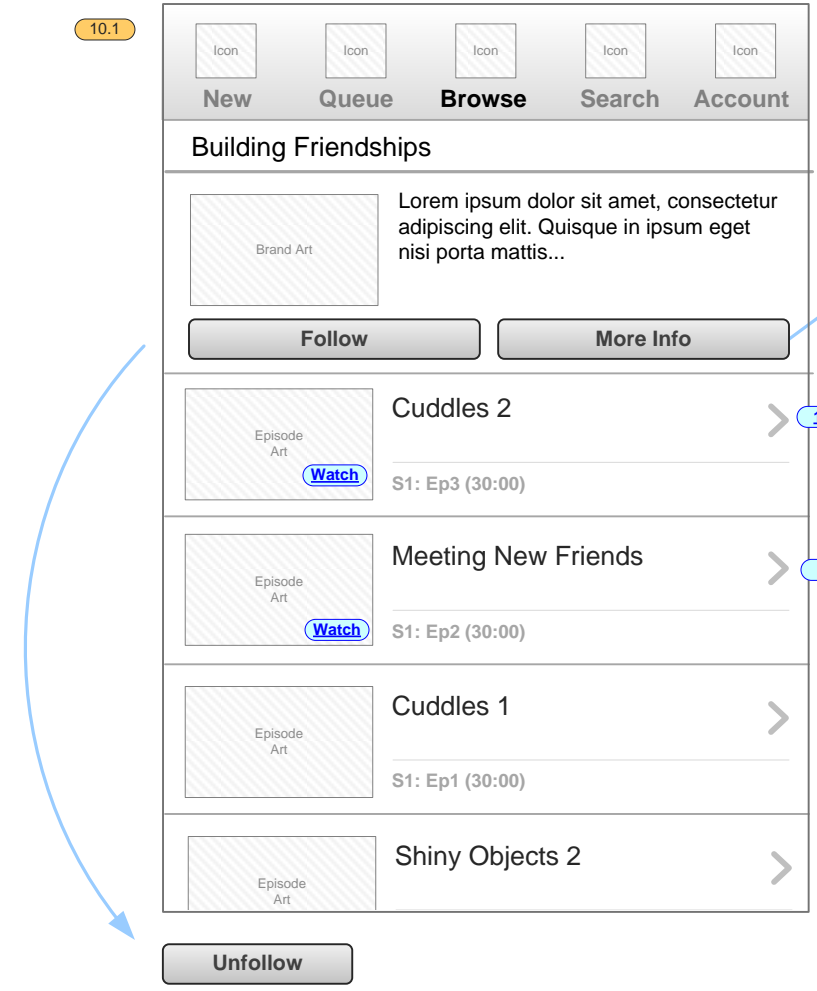 10.1
Icon Icon Icon Icon Icon
New Queue Browse Search Account
Building Friendships
Brand Art
Lorem ipsum dolor sit amet, consectetur
adipiscing elit. Quisque in ipsum eget
nisi porta mattis...
Follow More Info
Episode
Art
Watch
Cuddles 2
S1: Ep3 (30:00)
Episode
Art
Watch
Meeting New Friends
S1: Ep2 (30:00)
Episode
Art
Cuddles 1
S1: Ep1 (30:00)
Episode
Art
Shiny Objects 2
Unfollow